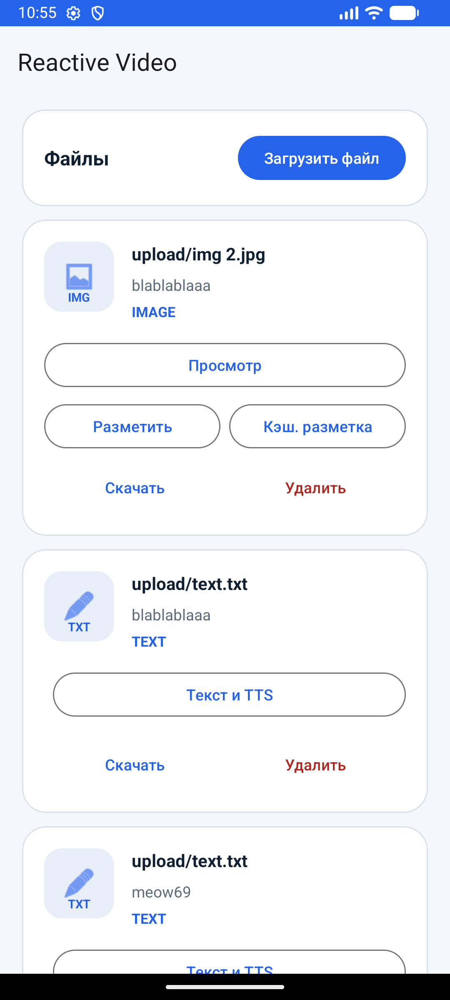 10:55
Reactive Video
Файлы
Загрузить файл
upload/img 2.jpg
blablablaaa
IMG
IMAGE
Просмотр
Разметить
Кэш. разметка
Скачать
Удалить
upload/text.txt
blablablaaa
TXT
TEXT
Текст и TTS
Скачать
Удалить
upload/text.txt
meow69
TXT
TEXT
Текст и TTS